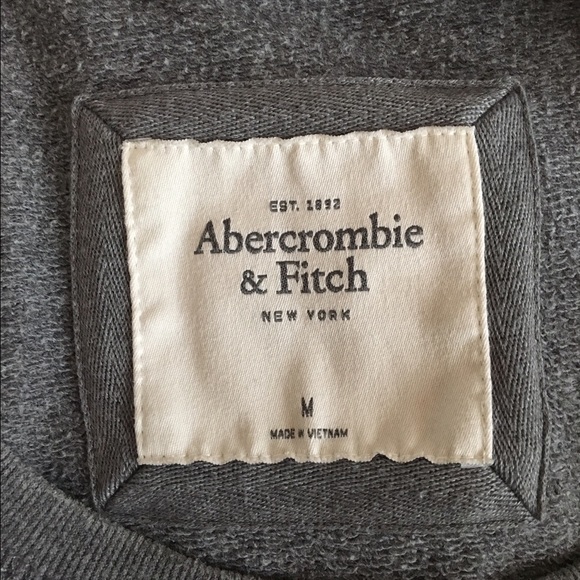 EST. 1892
Abercrombie
& Fitch
NEW YORK
M
MADE IN VIETNAM